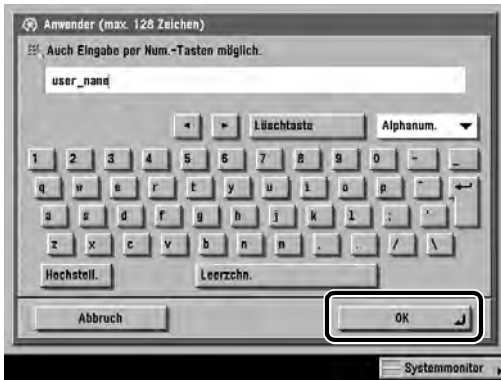 Anwender (max. 128 Zeichen)
Auch Eingabe per Num.-Tasten möglich.
user_name
◄ ► Löschtaste Alphanum.
1 2 3 4 5 6 7 8 9 0 - _
q w e r t y u i o p ^
a s d f g h j k l ; '
z x c v b n m , . / \
Hochstell. Leerzchn.
Abbruch OK
Systemmonitor